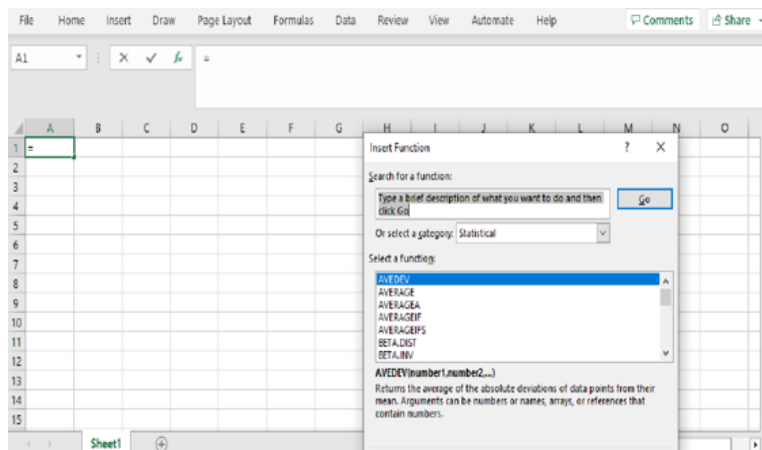 File Home Insert Draw Page Layout Formulas Data Review View Automate Help Comments Share
A1 fx =
A B C D E F G H I J K L M N O
1 =
Insert Function ? X
2
Search for a function:
3
Type a brief description of what you want to do and then
click Go
Go
4
5
Or select a category: Statistical
6
Select a function:
7
8
AVEDEV
AVERAGE
9
AVERAGEA
AVERAGEIF
10
AVERAGEIFS
11
BETA.DIST
BETA.INV
12
AVEDEV(number1,number2,...)
13
Returns the average of the absolute deviations of data points from their
14
mean. Arguments can be numbers or names, arrays, or references that
contain numbers.
15
Sheet1